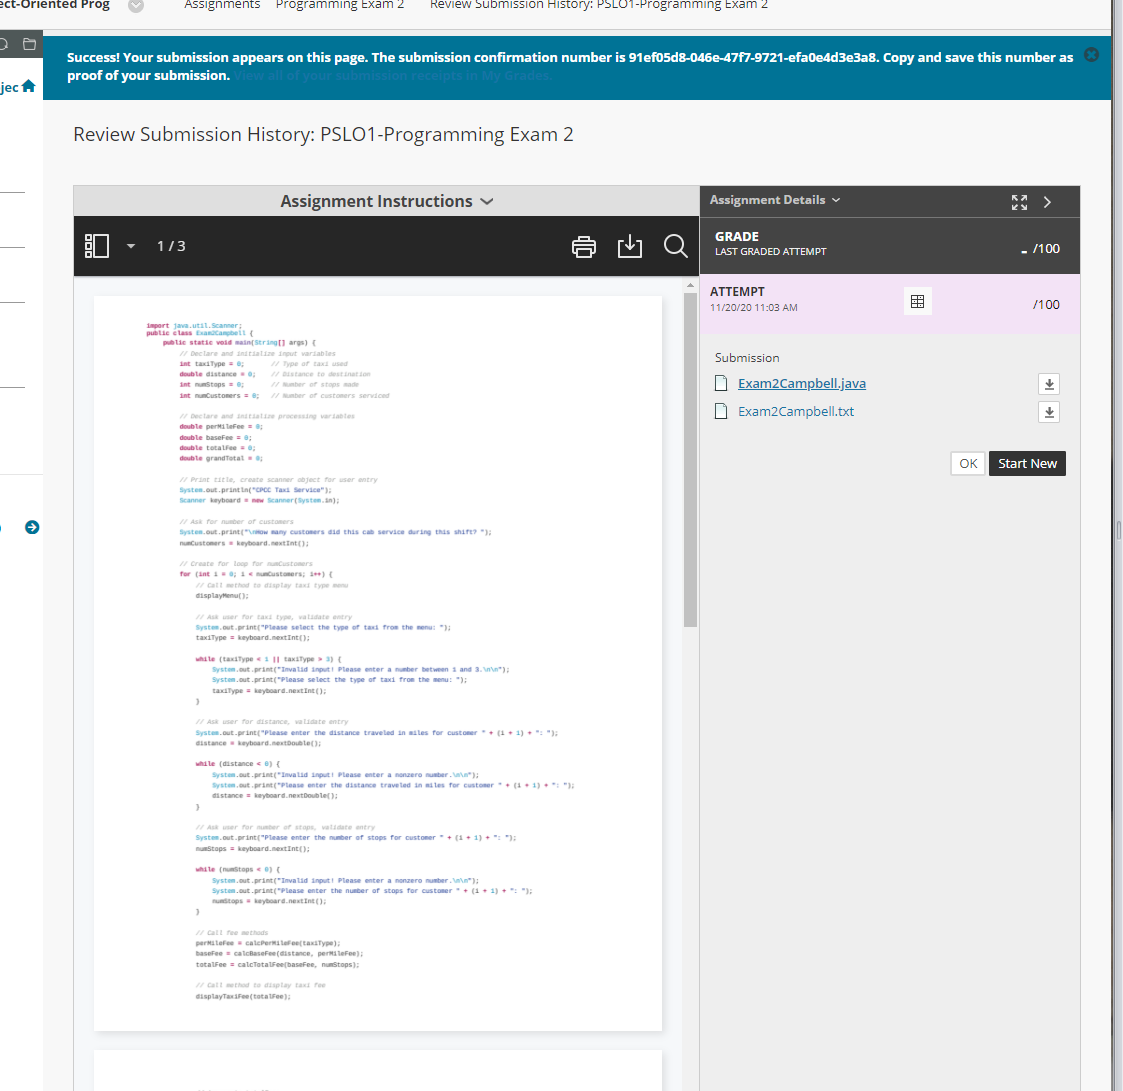 ect-Oriented Prog Assignments Programming Exam 2 Review Submission History: PSLO1-Programming Exam 2
jec
Success! Your submission appears on this page. The submission confirmation number is 91ef05d8-046e-47f7-9721-efa0e4d3e3a8. Copy and save this number as
proof of your submission. View all of your submission receipts in My Grades.
Review Submission History: PSLO1-Programming Exam 2
Assignment Instructions
1 / 3
import java.util.Scanner;
public class Exam2Campbell {
public static void main(String[] args) {
// Declare and initialize input variables
int taxiType = 0; // Type of taxi used
double distance = 0; // Distance to destination
int numStops = 0; // Number of stops made
int numCustomers = 0; // Number of customers serviced
// Declare and initialize processing variables
double perMileFee = 0;
double baseFee = 0;
double totalFee = 0;
double grandTotal = 0;
// Print title, create scanner object for user entry
System.out.println("CPCC Taxi Service");
Scanner keyboard = new Scanner(System.in);
// Ask for number of customers
System.out.print("\nHow many customers did this cab service during this shift? ");
numCustomers = keyboard.nextInt();
// Create for loop for numCustomers
for (int i = 0; i < numCustomers; i++) {
// Call method to display taxi type menu
displayMenu();
// Ask user for taxi type, validate entry
System.out.print("Please select the type of taxi from the menu: ");
taxiType = keyboard.nextInt();
while (taxiType < 1 || taxiType > 3) {
System.out.print("Invalid input! Please enter a number between 1 and 3.\n\n");
System.out.print("Please select the type of taxi from the menu: ");
taxiType = keyboard.nextInt();
}
// Ask user for distance, validate entry
System.out.print("Please enter the distance traveled in miles for customer " + (i + 1) + ": ");
distance = keyboard.nextDouble();
while (distance < 0) {
System.out.print("Invalid input! Please enter a nonzero number.\n\n");
System.out.print("Please enter the distance traveled in miles for customer " + (i + 1) + ": ");
distance = keyboard.nextDouble();
}
// Ask user for number of stops, validate entry
System.out.print("Please enter the number of stops for customer " + (i + 1) + ": ");
numStops = keyboard.nextInt();
while (numStops < 0) {
System.out.print("Invalid input! Please enter a nonzero number.\n\n");
System.out.print("Please enter the number of stops for customer " + (i + 1) + ": ");
numStops = keyboard.nextInt();
}
// Call fee methods
perMileFee = calcPerMileFee(taxiType);
baseFee = calcBaseFee(distance, perMileFee);
totalFee = calcTotalFee(baseFee, numStops);
// Call method to display taxi fee
displayTaxiFee(totalFee);
Assignment Details
GRADE
LAST GRADED ATTEMPT
- /100
ATTEMPT
11/20/20 11:03 AM
/100
Submission
Exam2Campbell.java
Exam2Campbell.txt
OK Start New